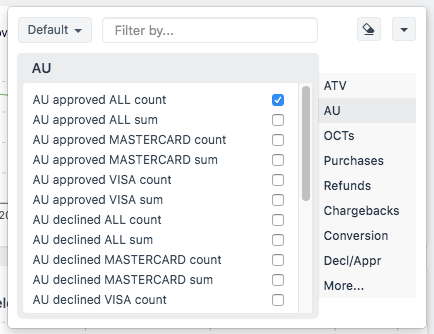 Default
Filter by...
AU
AU approved ALL count
AU approved ALL sum
AU approved MASTERCARD count
AU approved MASTERCARD sum
AU approved VISA count
AU approved VISA sum
AU declined ALL count
AU declined ALL sum
AU declined MASTERCARD count
AU declined MASTERCARD sum
AU declined VISA count
ATV
AU
OCTs
Purchases
Refunds
Chargebacks
Conversion
Decl/Appr
More...